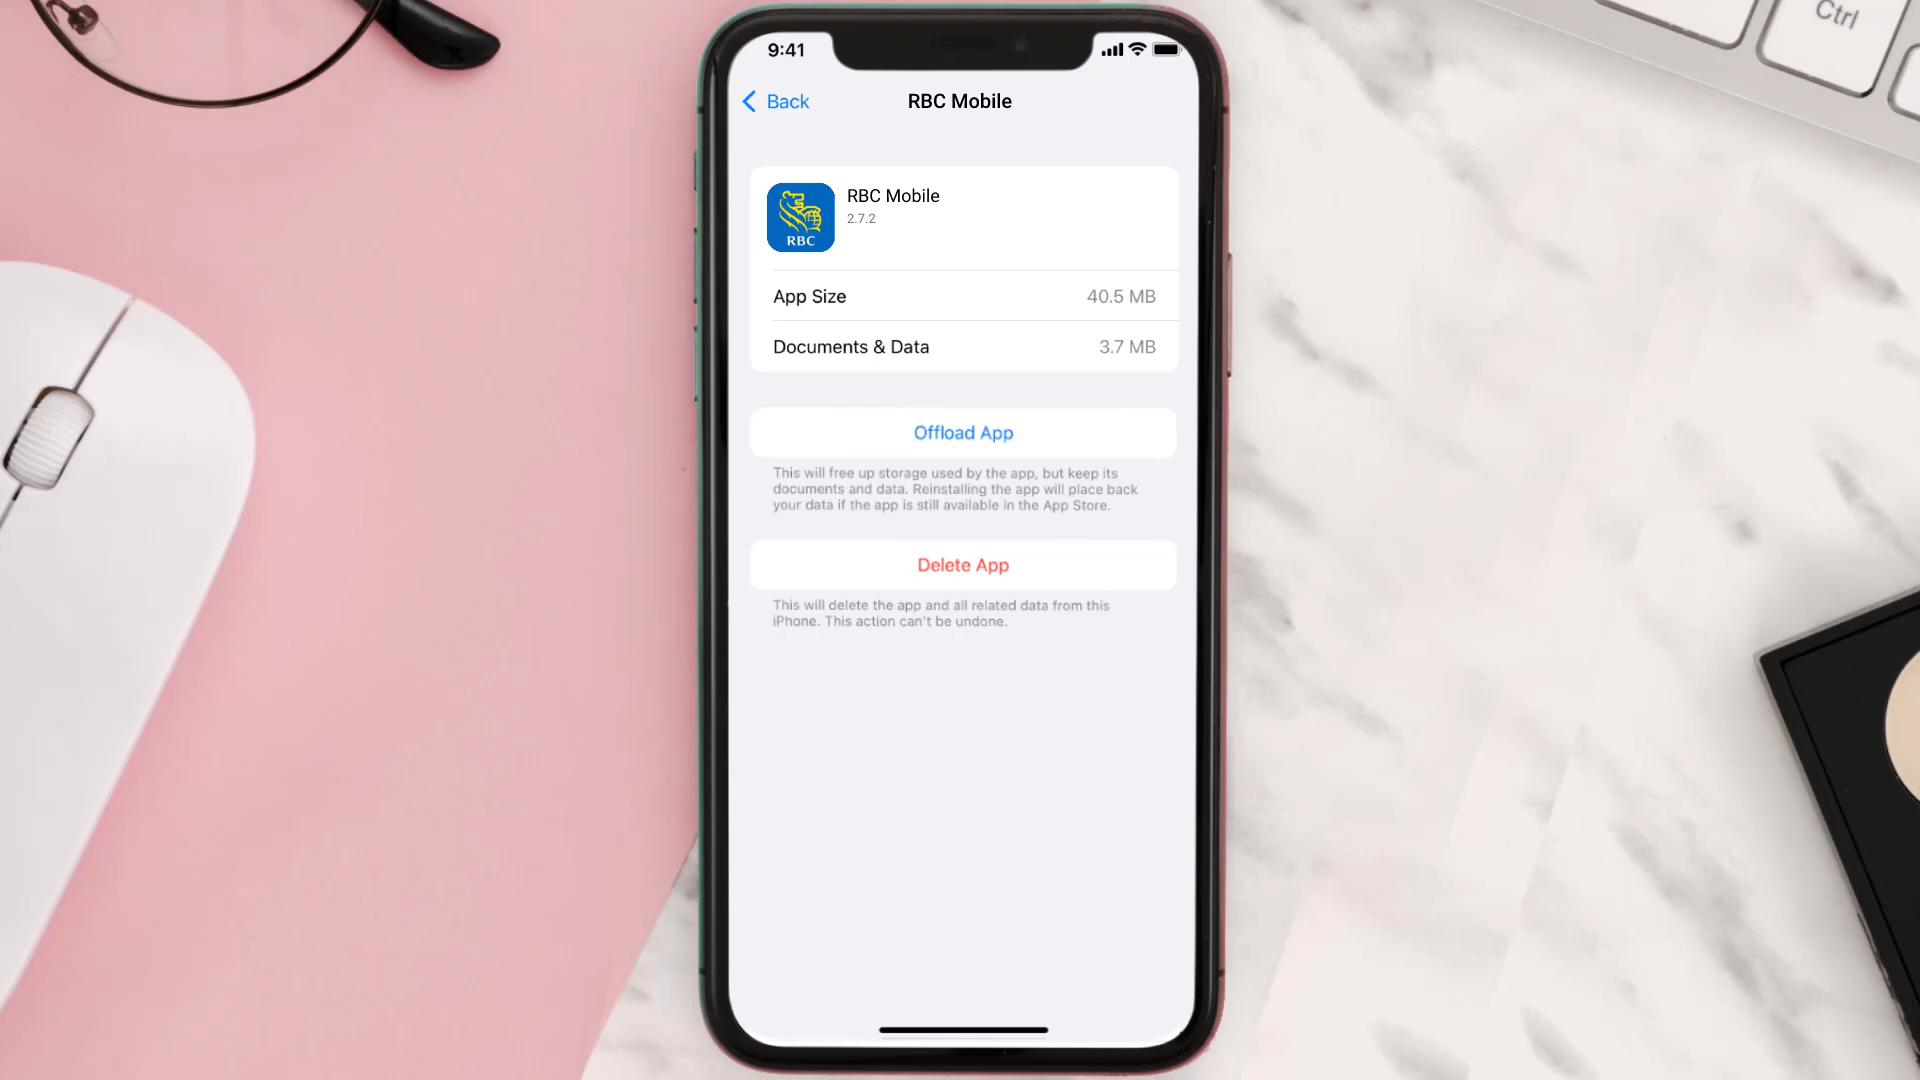 Ctrl
9:41
Back
RBC Mobile
RBC
RBC Mobile
2.7.2
App Size
40.5 MB
Documents & Data
3.7 MB
Offload App
This will free up storage used by the app, but keep its
documents and data. Reinstalling the app will place back
your data if the app is still available in the App Store.
Delete App
This will delete the app and all related data from this
iPhone. This action can't be undone.